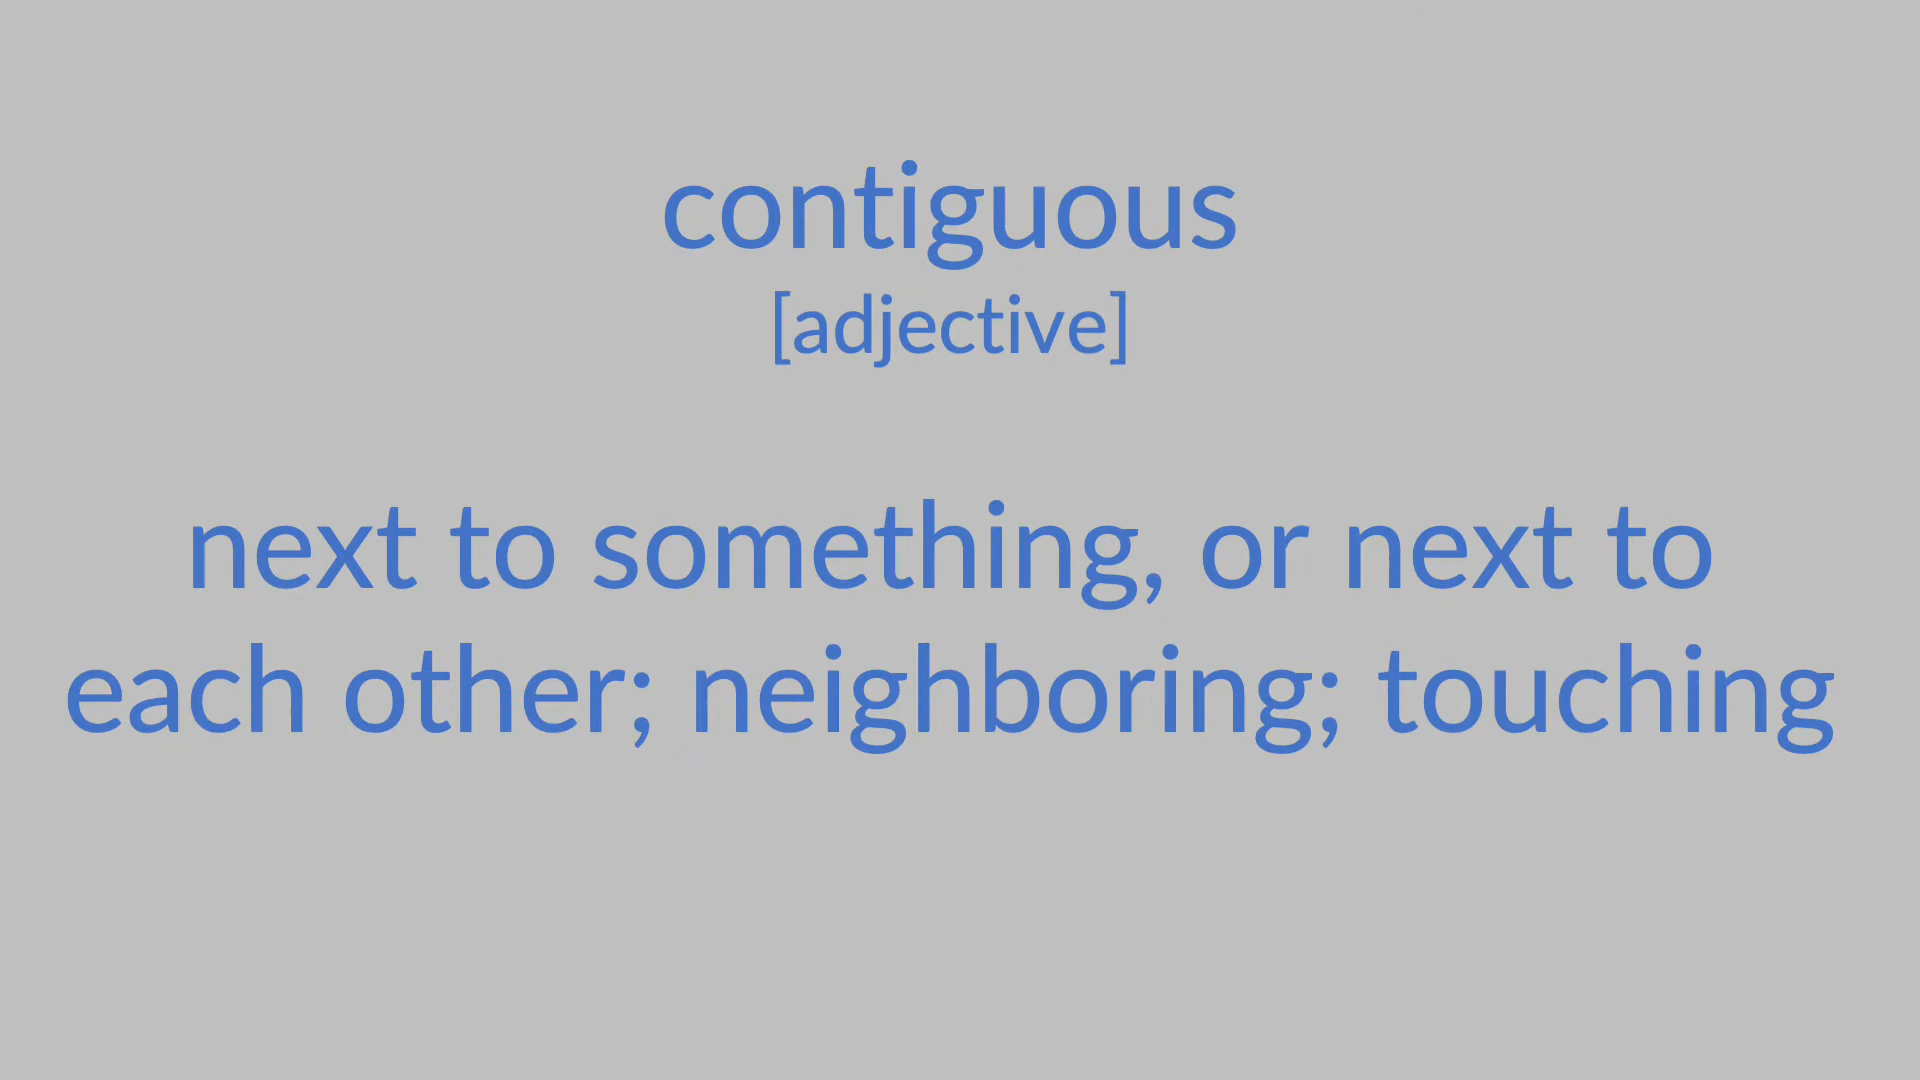 contiguous
[adjective]
next to something, or next to
each other; neighboring; touching